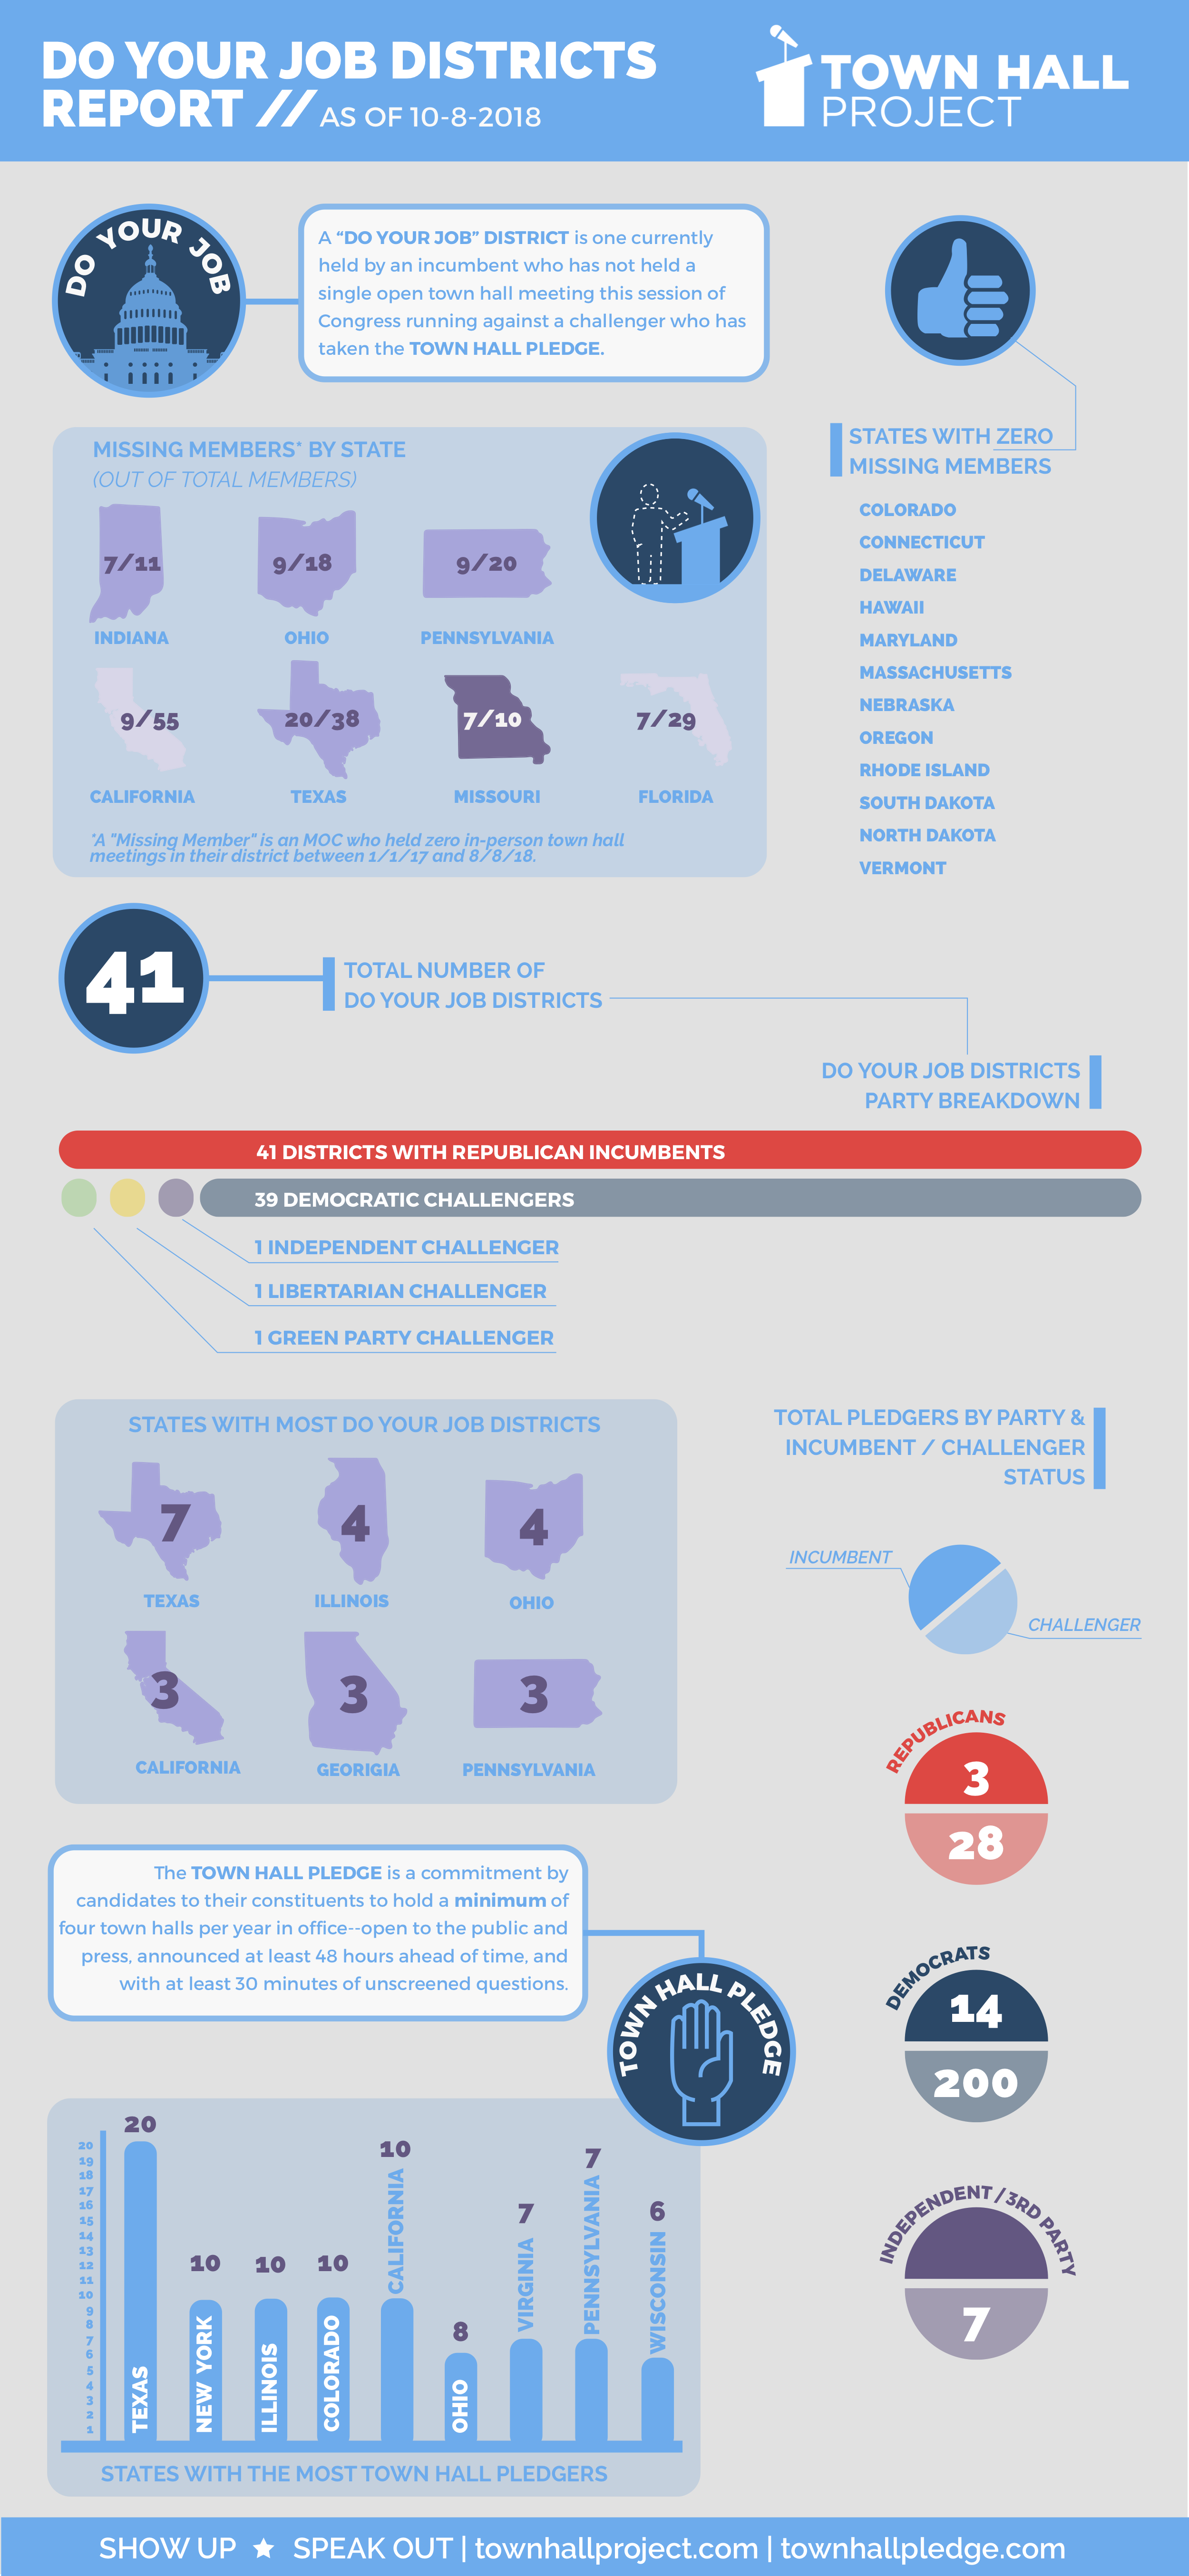 DO YOUR JOB DISTRICTS
REPORT // AS OF 10-8-2018
TOWN HALL
PROJECT
DO YOUR JOB
A “DO YOUR JOB” DISTRICT is one currently
held by an incumbent who has not held a
single open town hall meeting this session of
Congress running against a challenger who has
taken the TOWN HALL PLEDGE.
MISSING MEMBERS* BY STATE
(OUT OF TOTAL MEMBERS)
7/11
9/18
9/20
INDIANA
OHIO
PENNSYLVANIA
9/55
20/38
7/10
7/29
CALIFORNIA
TEXAS
MISSOURI
FLORIDA
*A "Missing Member" is an MOC who held zero in-person town hall
meetings in their district between 1/1/17 and 8/8/18.
STATES WITH ZERO
MISSING MEMBERS
COLORADO
CONNECTICUT
DELAWARE
HAWAII
MARYLAND
MASSACHUSETTS
NEBRASKA
OREGON
RHODE ISLAND
SOUTH DAKOTA
NORTH DAKOTA
VERMONT
41
TOTAL NUMBER OF
DO YOUR JOB DISTRICTS
DO YOUR JOB DISTRICTS
PARTY BREAKDOWN
41 DISTRICTS WITH REPUBLICAN INCUMBENTS
39 DEMOCRATIC CHALLENGERS
1 INDEPENDENT CHALLENGER
1 LIBERTARIAN CHALLENGER
1 GREEN PARTY CHALLENGER
STATES WITH MOST DO YOUR JOB DISTRICTS
7
4
4
TEXAS
ILLINOIS
OHIO
3
3
3
CALIFORNIA
GEORIGIA
PENNSYLVANIA
TOTAL PLEDGERS BY PARTY &
INCUMBENT / CHALLENGER
STATUS
INCUMBENT
CHALLENGER
REPUBLICANS
3
28
DEMOCRATS
14
200
INDEPENDENT / 3RD PARTY
7
The TOWN HALL PLEDGE is a commitment by
candidates to their constituents to hold a minimum of
four town halls per year in office--open to the public and
press, announced at least 48 hours ahead of time, and
with at least 30 minutes of unscreened questions.
TOWN HALL PLEDGE
20
19
18
17
16
15
14
13
12
11
10
9
8
7
6
5
4
3
2
1
20
TEXAS
10
NEW YORK
10
ILLINOIS
10
COLORADO
10
CALIFORNIA
8
OHIO
7
VIRGINIA
7
PENNSYLVANIA
6
WISCONSIN
STATES WITH THE MOST TOWN HALL PLEDGERS
SHOW UP ★ SPEAK OUT | townhallproject.com | townhallpledge.com